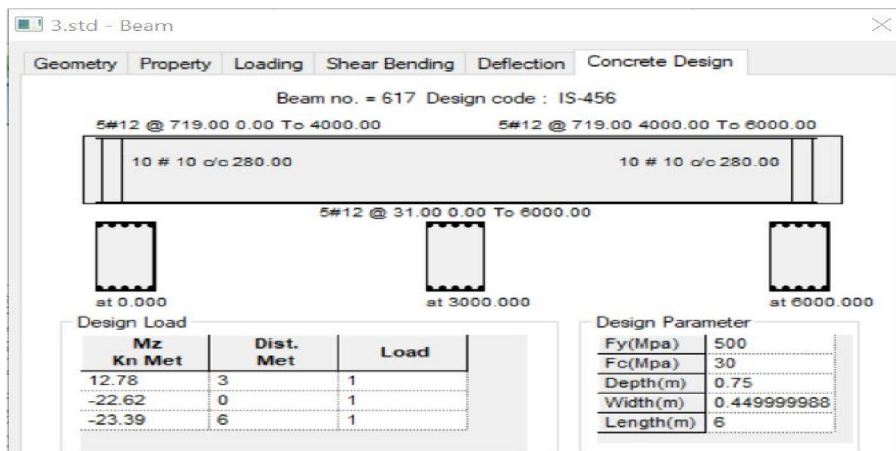 3.std - Beam
Geometry Property Loading Shear Bending Deflection Concrete Design
Beam no. = 617 Design code : IS-456
5#12 @ 719.00 0.00 To 4000.00 5#12 @ 719.00 4000.00 To 6000.00
10 # 10 c/c 280.00 10 # 10 c/c 280.00
5#12 @ 31.00 0.00 To 6000.00
at 0.000 at 3000.000 at 6000.000
Design Load Design Parameter
Mz Kn Met Dist. Met Load
12.78 3 1
-22.62 0 1
-23.39 6 1
Fy(Mpa) 500
Fc(Mpa) 30
Depth(m) 0.75
Width(m) 0.449999988
Length(m) 6